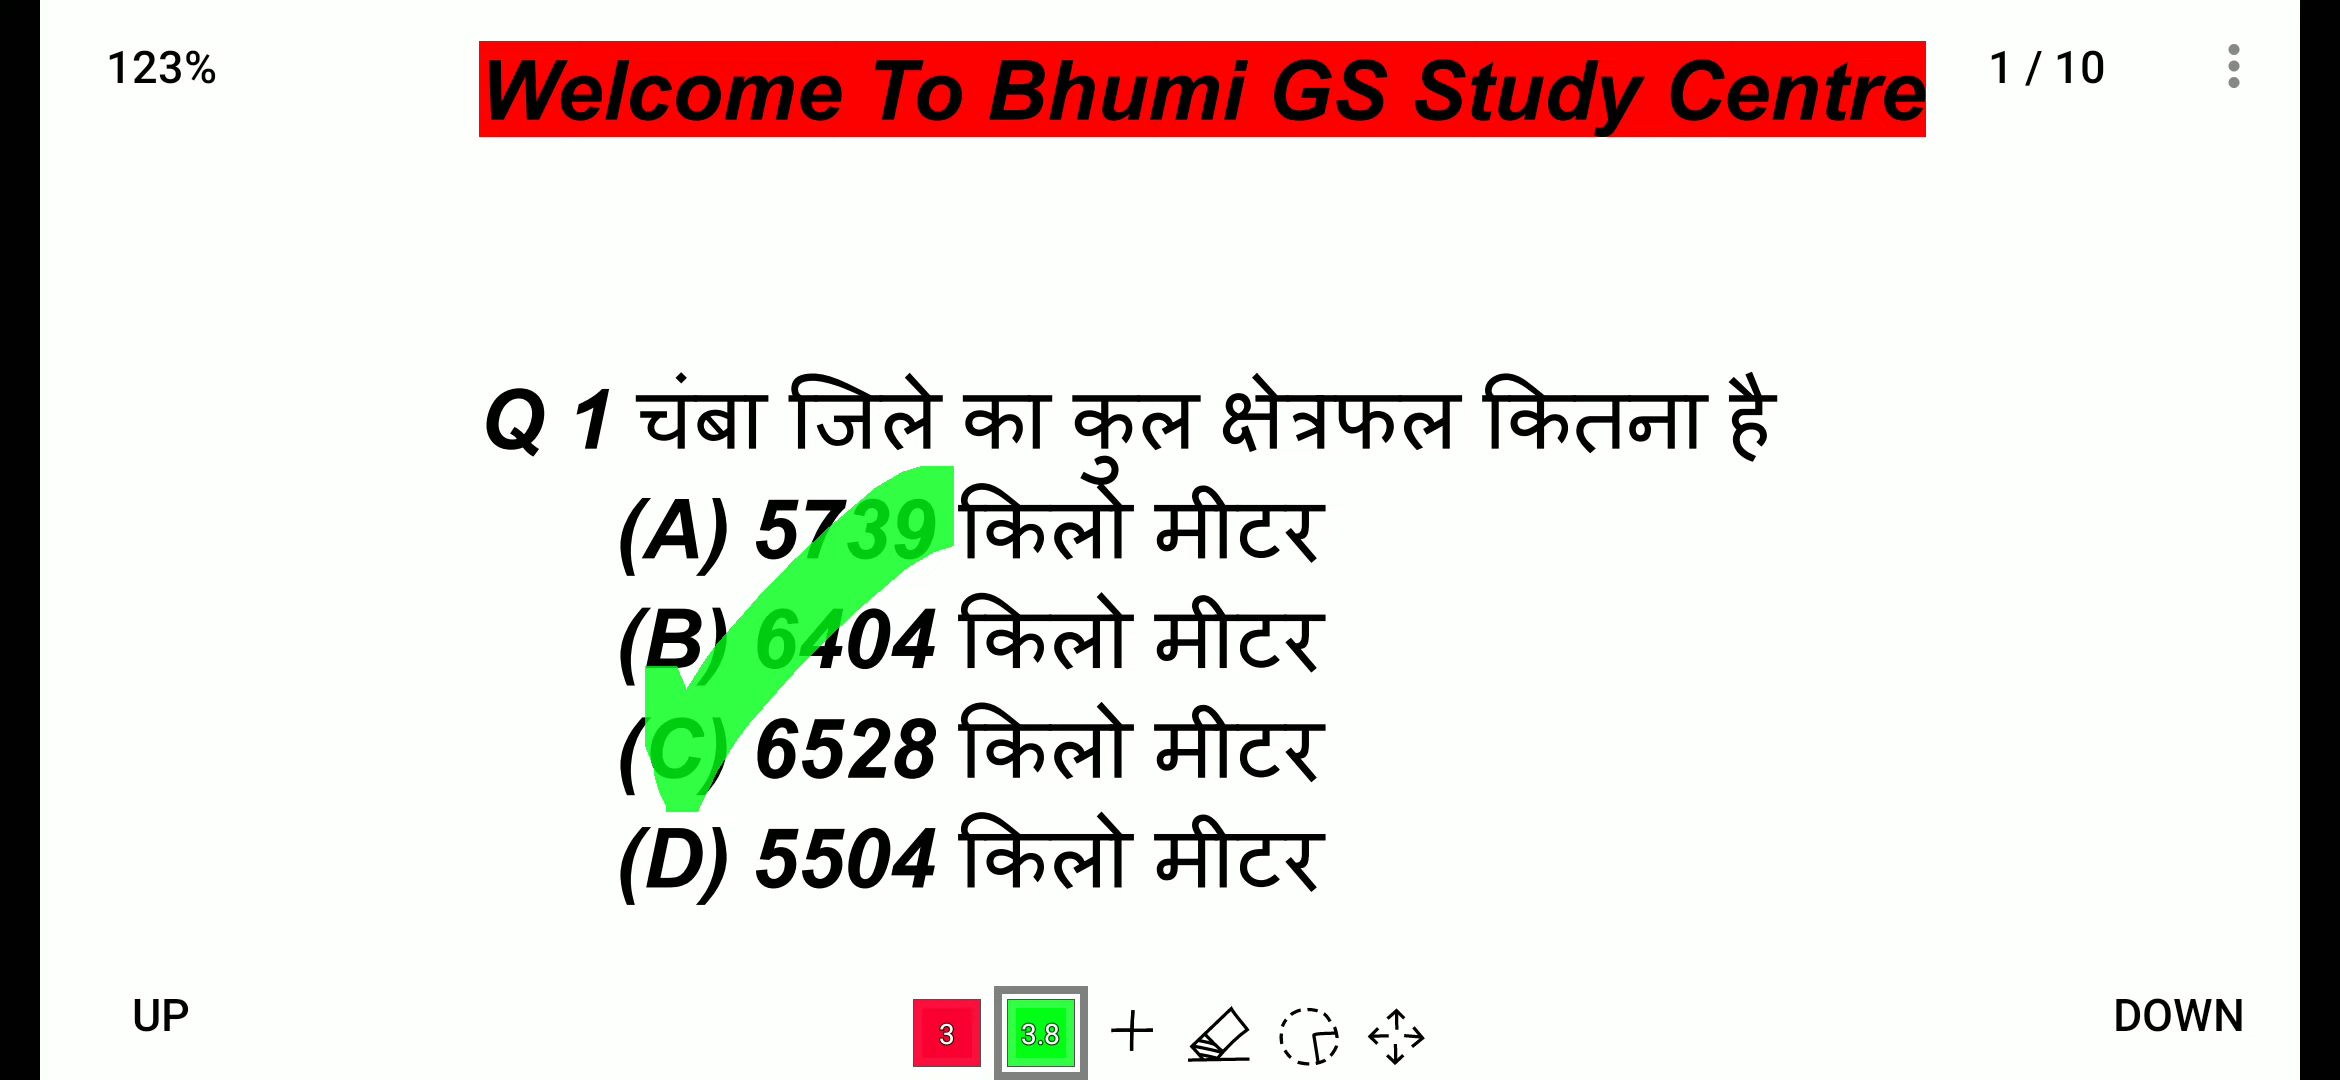 123%
Welcome To Bhumi GS Study Centre
1 / 10
Q 1 चंबा जिले का कुल क्षेत्रफल कितना है
(A) 5739 किलो मीटर
(B) 6404 किलो मीटर
(C) 6528 किलो मीटर
(D) 5504 किलो मीटर
UP
3
3.8
DOWN